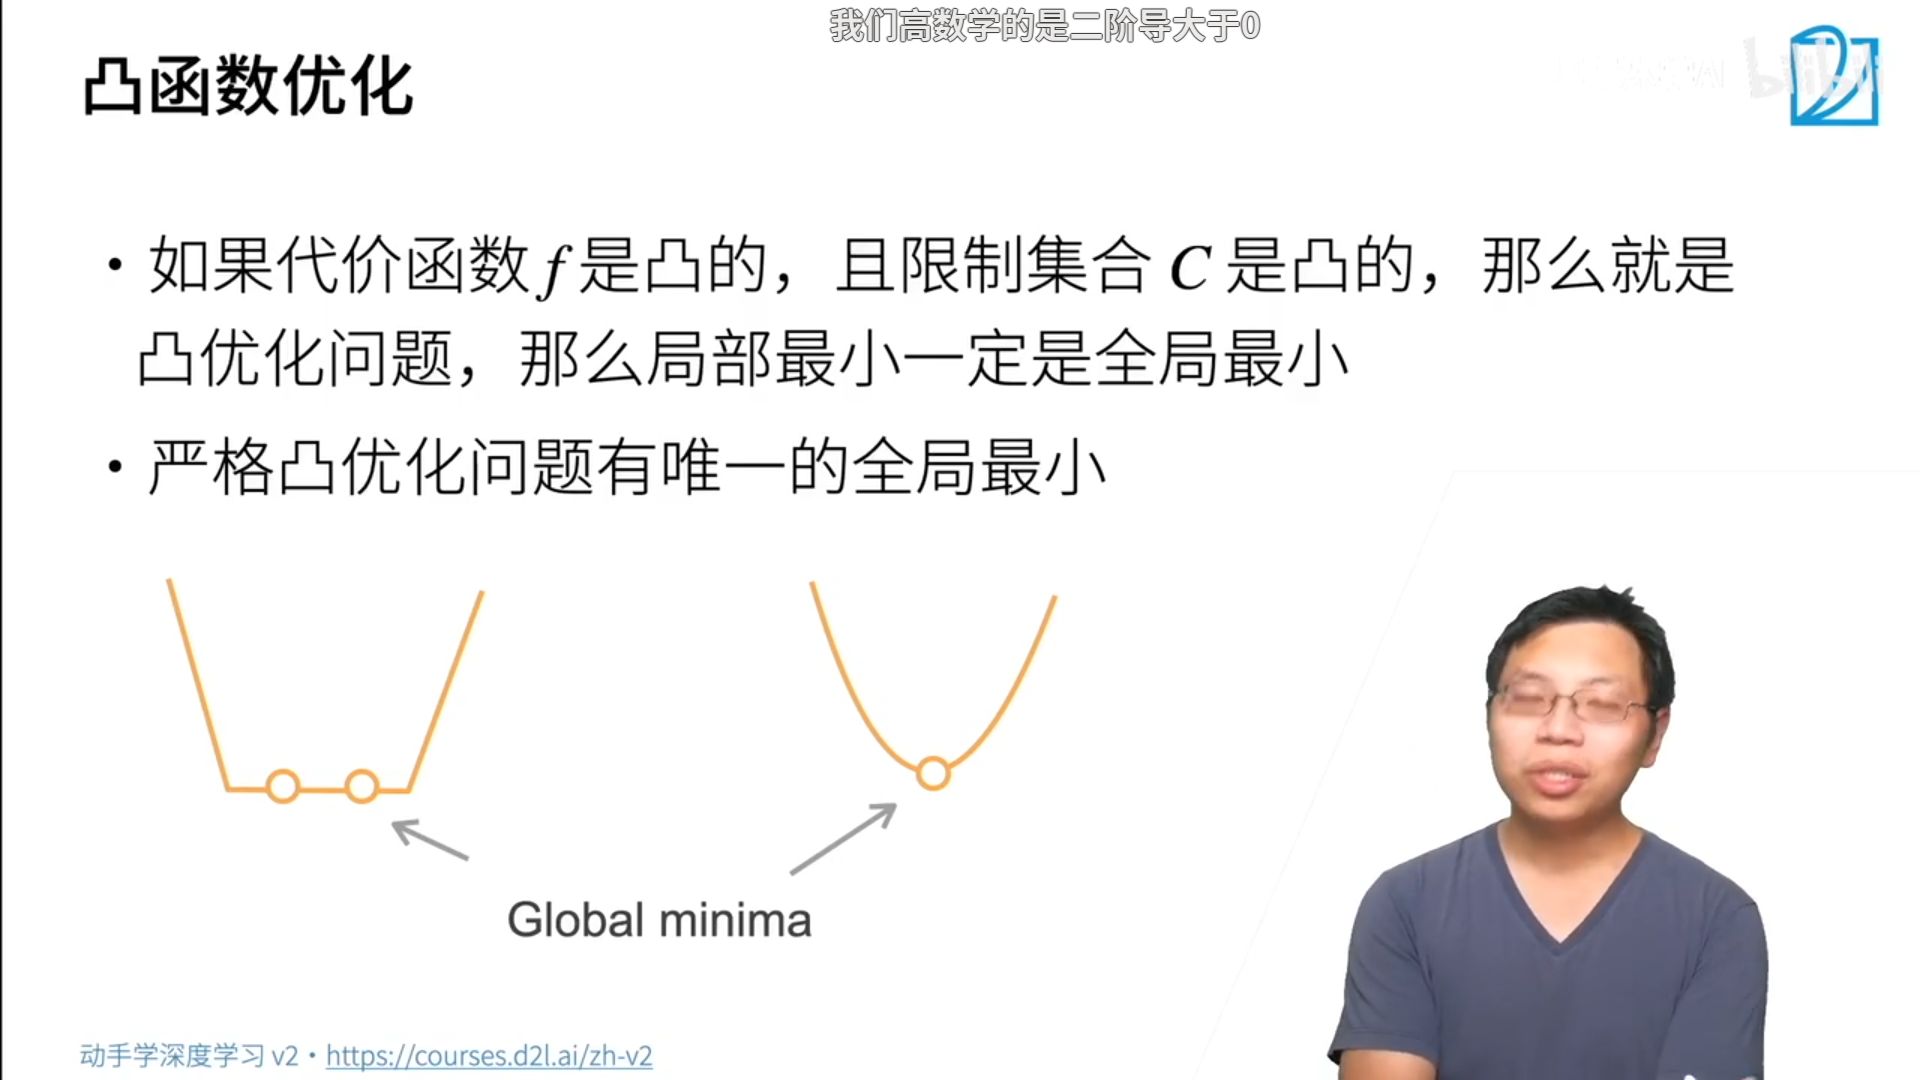 我们高数学的是二阶导大于0
凸函数优化
bilibili
• 如果代价函数 f 是凸的，且限制集合 C 是凸的，那么就是
凸优化问题，那么局部最小一定是全局最小
• 严格凸优化问题有唯一的全局最小
Global minima
动手学深度学习 v2 • https://courses.d2l.ai/zh-v2